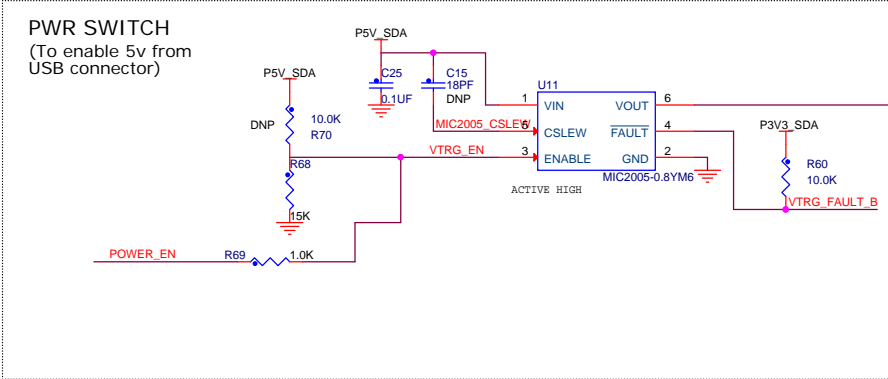 PWR SWITCH
(To enable 5v from
USB connector)
P5V_SDA
P5V_SDA
C25
0.1UF
C15
18PF
DNP
U11
DNP
10.0K
R70
1
VIN
VOUT
6
MIC2005_CSLEW
5
CSLEW
FAULT
4
VTRG_EN
3
ENABLE
GND
2
MIC2005-0.8YM6
ACTIVE HIGH
P3V3_SDA
R60
10.0K
VTRG_FAULT_B
R68
15K
POWER_EN
R69
1.0K